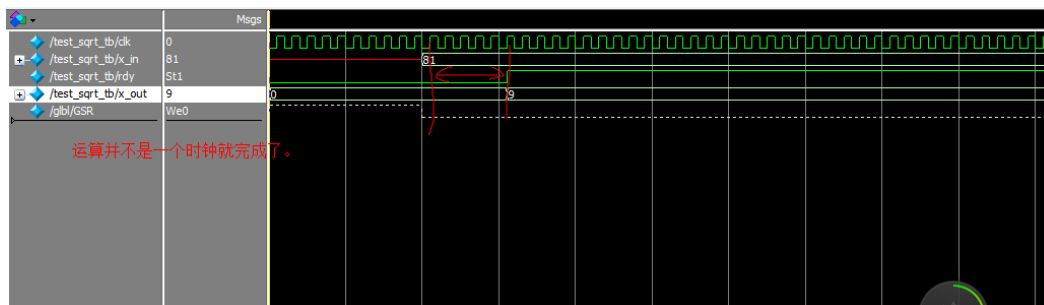 Msgs
/test_sqrt_tb/clk 0
/test_sqrt_tb/x_in 81 81
/test_sqrt_tb/rdy St1
/test_sqrt_tb/x_out 9 0 9
/glbl/GSR We0
运算并不是一个时钟就完成了。